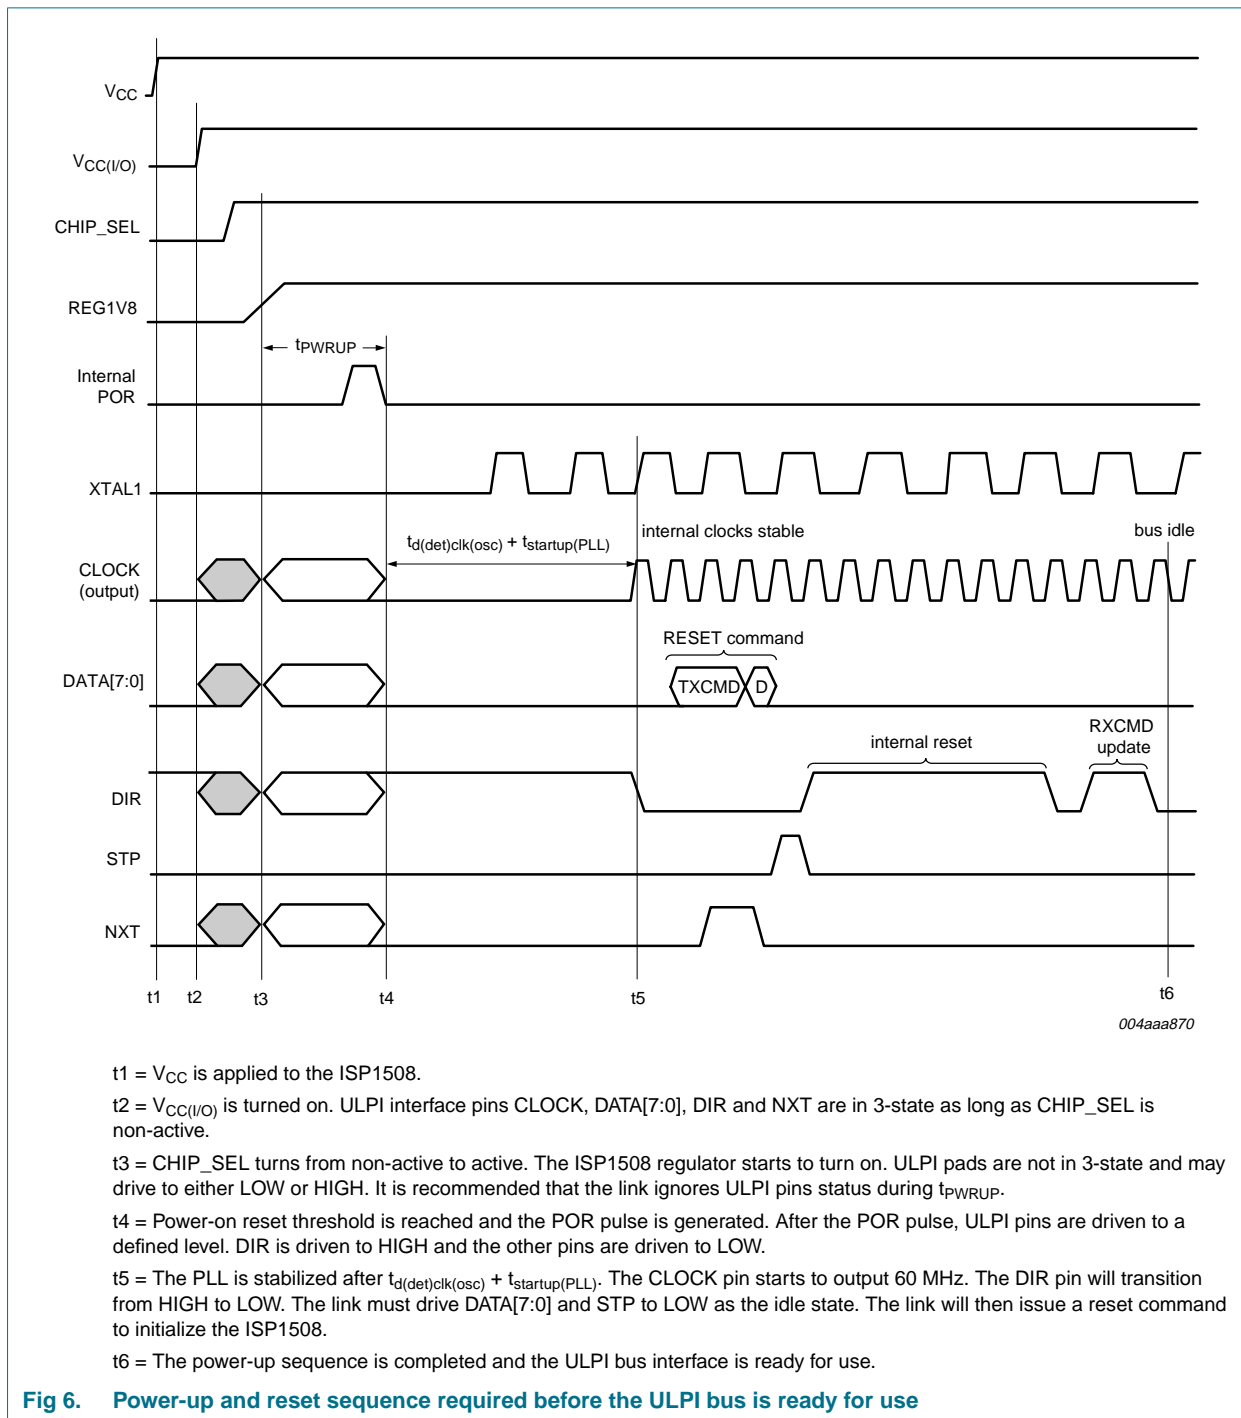 VCC
VCC(I/O)
CHIP_SEL
REG1V8
tPWRUP
Internal
POR
XTAL1
internal clocks stable
bus idle
td(det)clk(osc) + tstartup(PLL)
CLOCK
(output)
RESET command
DATA[7:0]
TXCMD D
RXCMD
update
internal reset
DIR
STP
NXT
t1 t2 t3 t4 t5 t6
004aaa870
t1 = VCC is applied to the ISP1508.
t2 = VCC(I/O) is turned on. ULPI interface pins CLOCK, DATA[7:0], DIR and NXT are in 3-state as long as CHIP_SEL is
non-active.
t3 = CHIP_SEL turns from non-active to active. The ISP1508 regulator starts to turn on. ULPI pads are not in 3-state and may
drive to either LOW or HIGH. It is recommended that the link ignores ULPI pins status during tPWRUP.
t4 = Power-on reset threshold is reached and the POR pulse is generated. After the POR pulse, ULPI pins are driven to a
defined level. DIR is driven to HIGH and the other pins are driven to LOW.
t5 = The PLL is stabilized after td(det)clk(osc) + tstartup(PLL). The CLOCK pin starts to output 60 MHz. The DIR pin will transition
from HIGH to LOW. The link must drive DATA[7:0] and STP to LOW as the idle state. The link will then issue a reset command
to initialize the ISP1508.
t6 = The power-up sequence is completed and the ULPI bus interface is ready for use.
Fig 6. Power-up and reset sequence required before the ULPI bus is ready for use